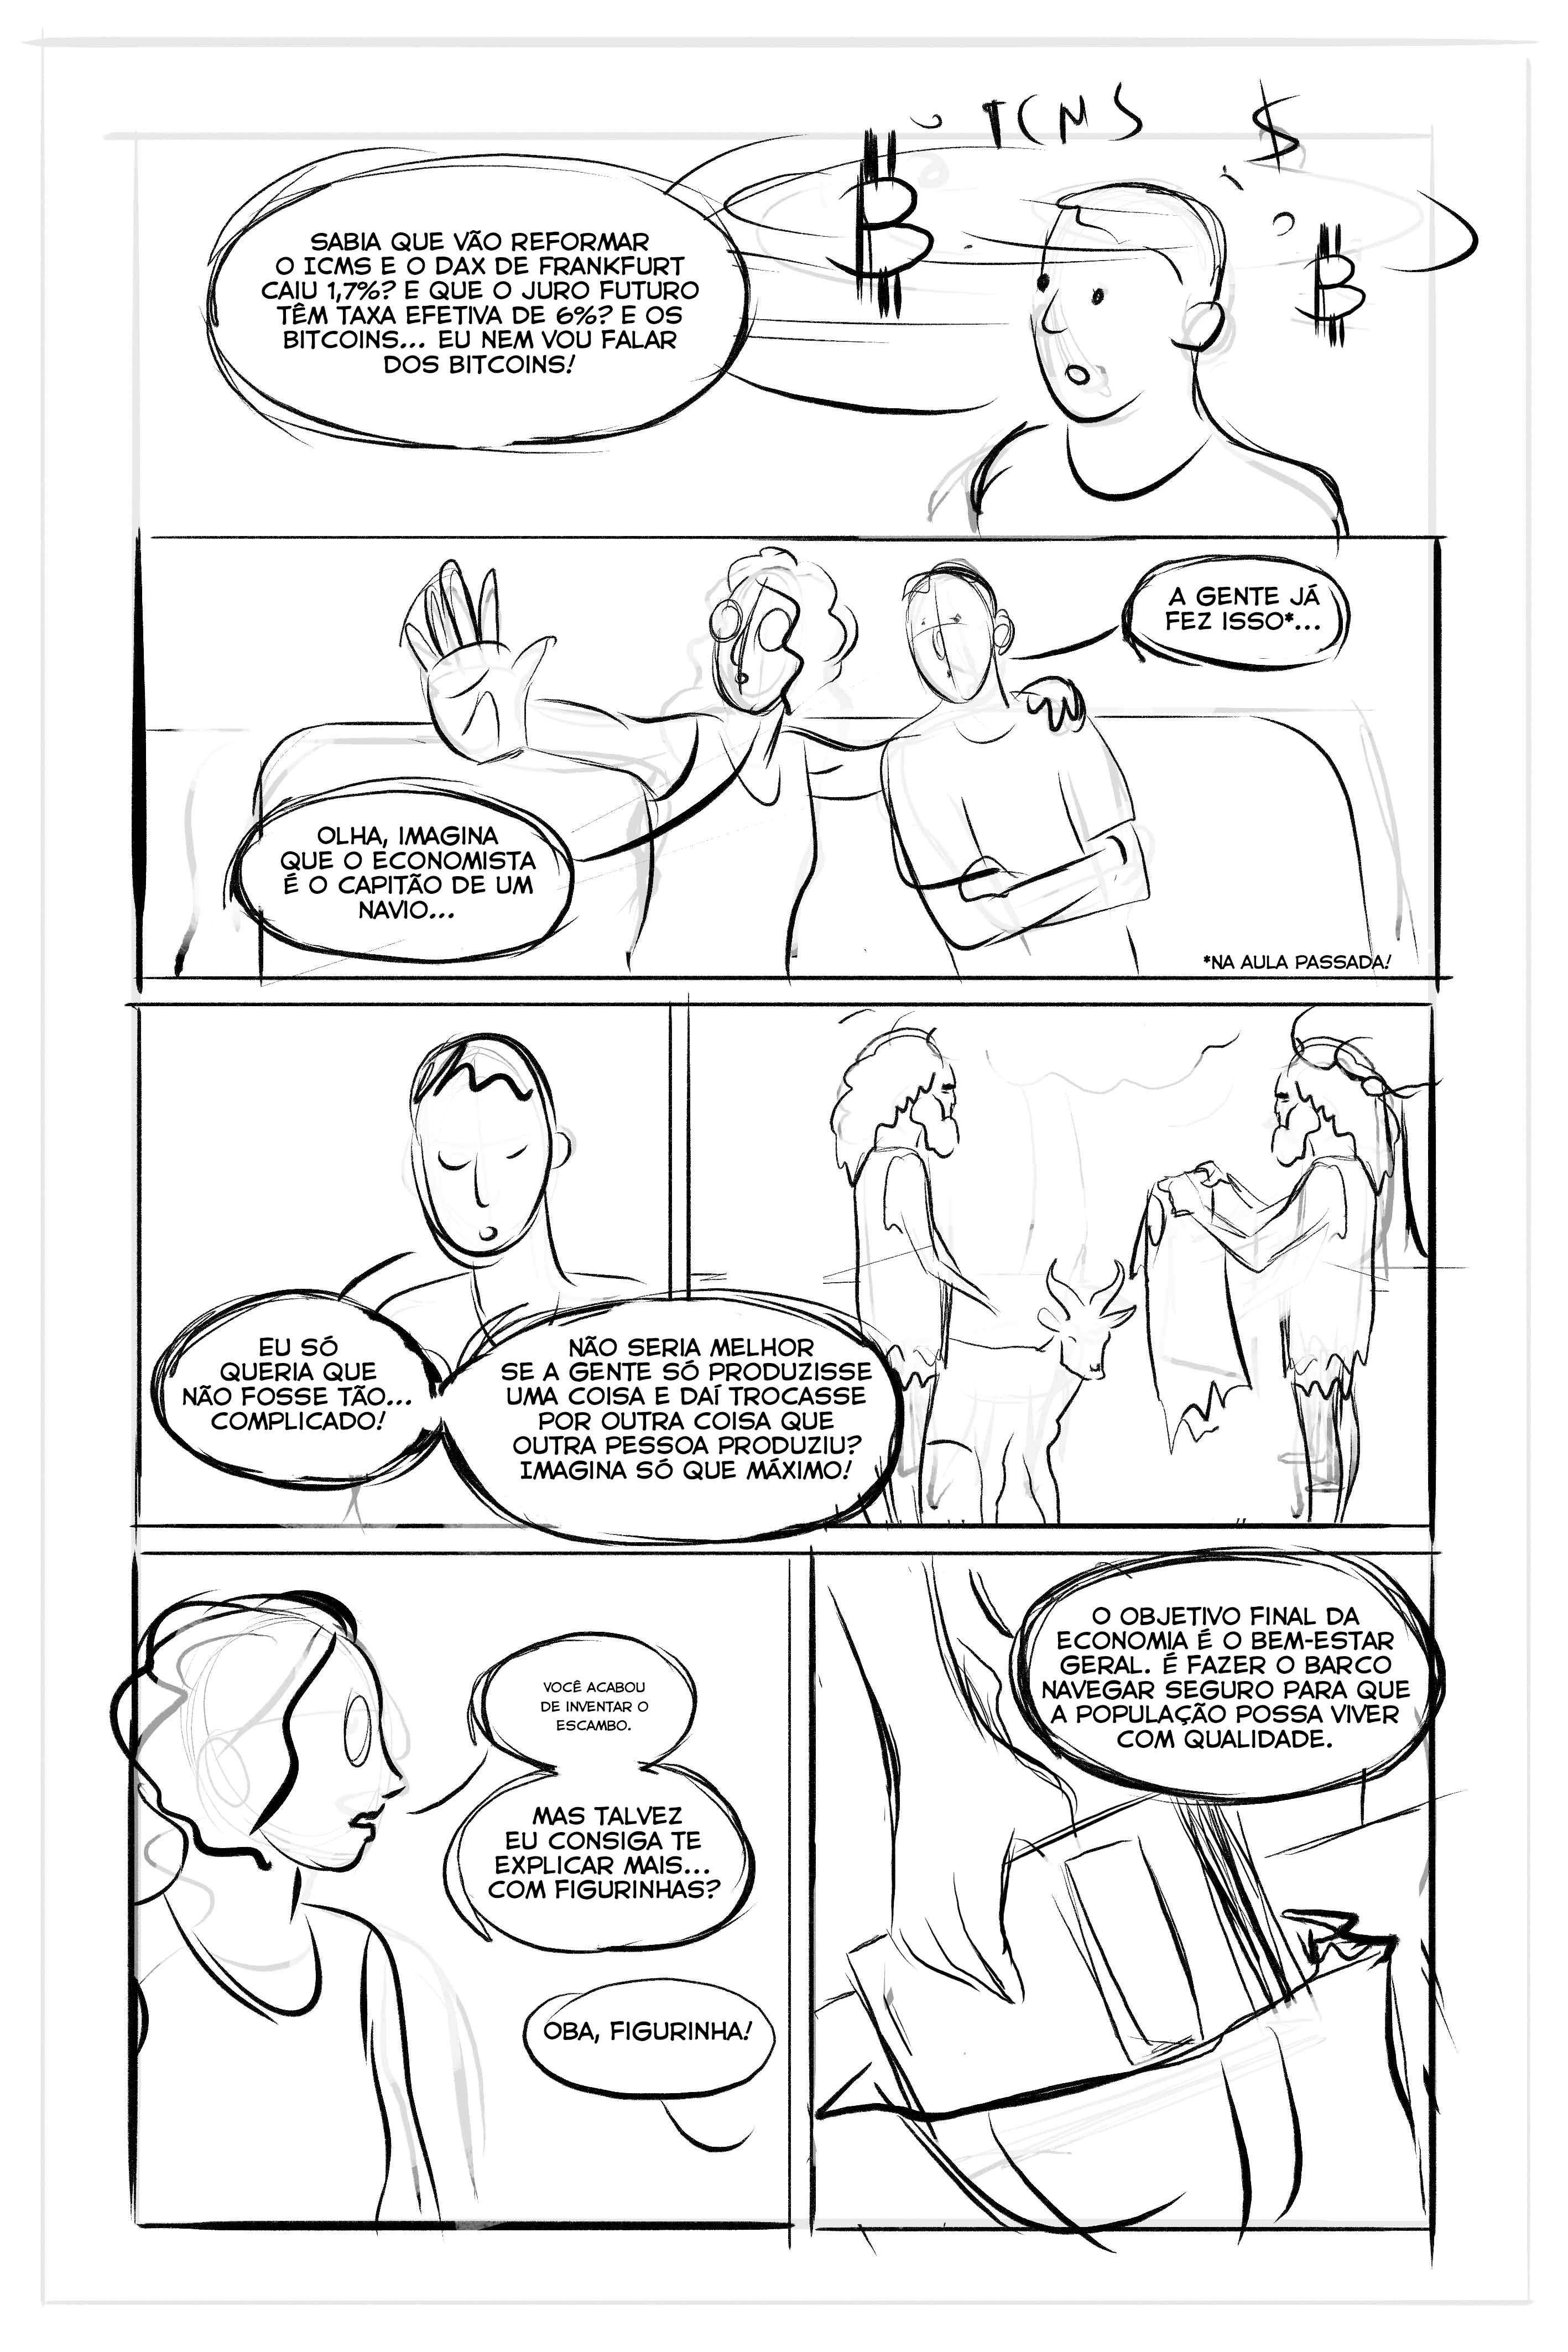 ICMS
$
SABIA QUE VÃO REFORMAR
O ICMS E O DAX DE FRANKFURT
CAIU 1,7%? E QUE O JURO FUTURO
TÊM TAXA EFETIVA DE 6%? E OS
BITCOINS... EU NEM VOU FALAR
DOS BITCOINS!
A GENTE JÁ
FEZ ISSO*...
OLHA, IMAGINA
QUE O ECONOMISTA
É O CAPITÃO DE UM
NAVIO...
*NA AULA PASSADA!
EU SÓ
QUERIA QUE
NÃO FOSSE TÃO...
COMPLICADO!
NÃO SERIA MELHOR
SE A GENTE SÓ PRODUZISSE
UMA COISA E DAÍ TROCASSE
POR OUTRA COISA QUE
OUTRA PESSOA PRODUZIU?
IMAGINA SÓ QUE MÁXIMO!
VOCÊ ACABOU
DE INVENTAR O
ESCAMBO.
MAS TALVEZ
EU CONSIGA TE
EXPLICAR MAIS...
COM FIGURINHAS?
OBA, FIGURINHA!
O OBJETIVO FINAL DA
ECONOMIA É O BEM-ESTAR
GERAL. É FAZER O BARCO
NAVEGAR SEGURO PARA QUE
A POPULAÇÃO POSSA VIVER
COM QUALIDADE.